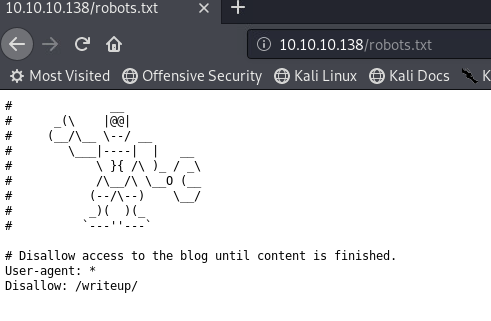 10.10.10.138/robots.txt
10.10.10.138/robots.txt
Most Visited Offensive Security Kali Linux Kali Docs K
#              __
#      _(\    |@@|
#     (__/\__ \--/ __
#        \___|----|  |   __
#            \ }{ /\ )_ / _\
#            /\__/\ \__O (__
#           (--/\--)    \__/
#           _)(  )(_
#          `---''---`
# Disallow access to the blog until content is finished.
User-agent: *
Disallow: /writeup/